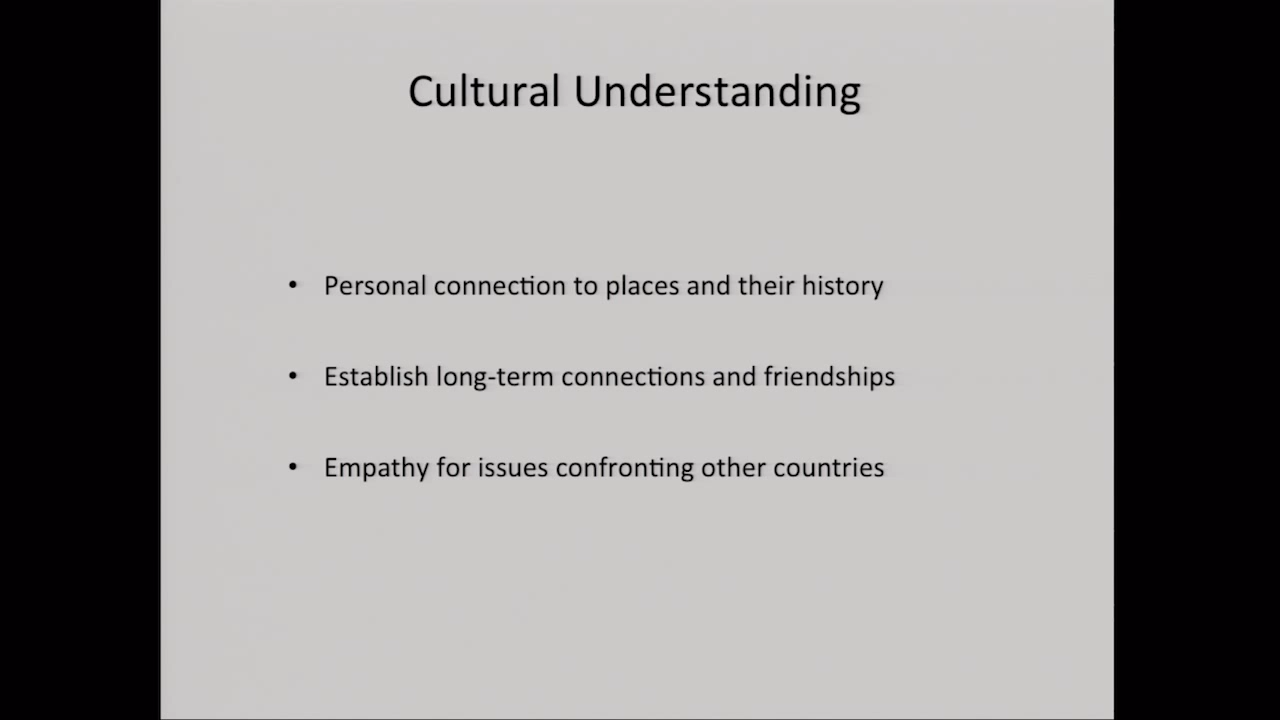 Cultural Understanding
• Personal connection to places and their history
• Establish long-term connections and friendships
• Empathy for issues confronting other countries